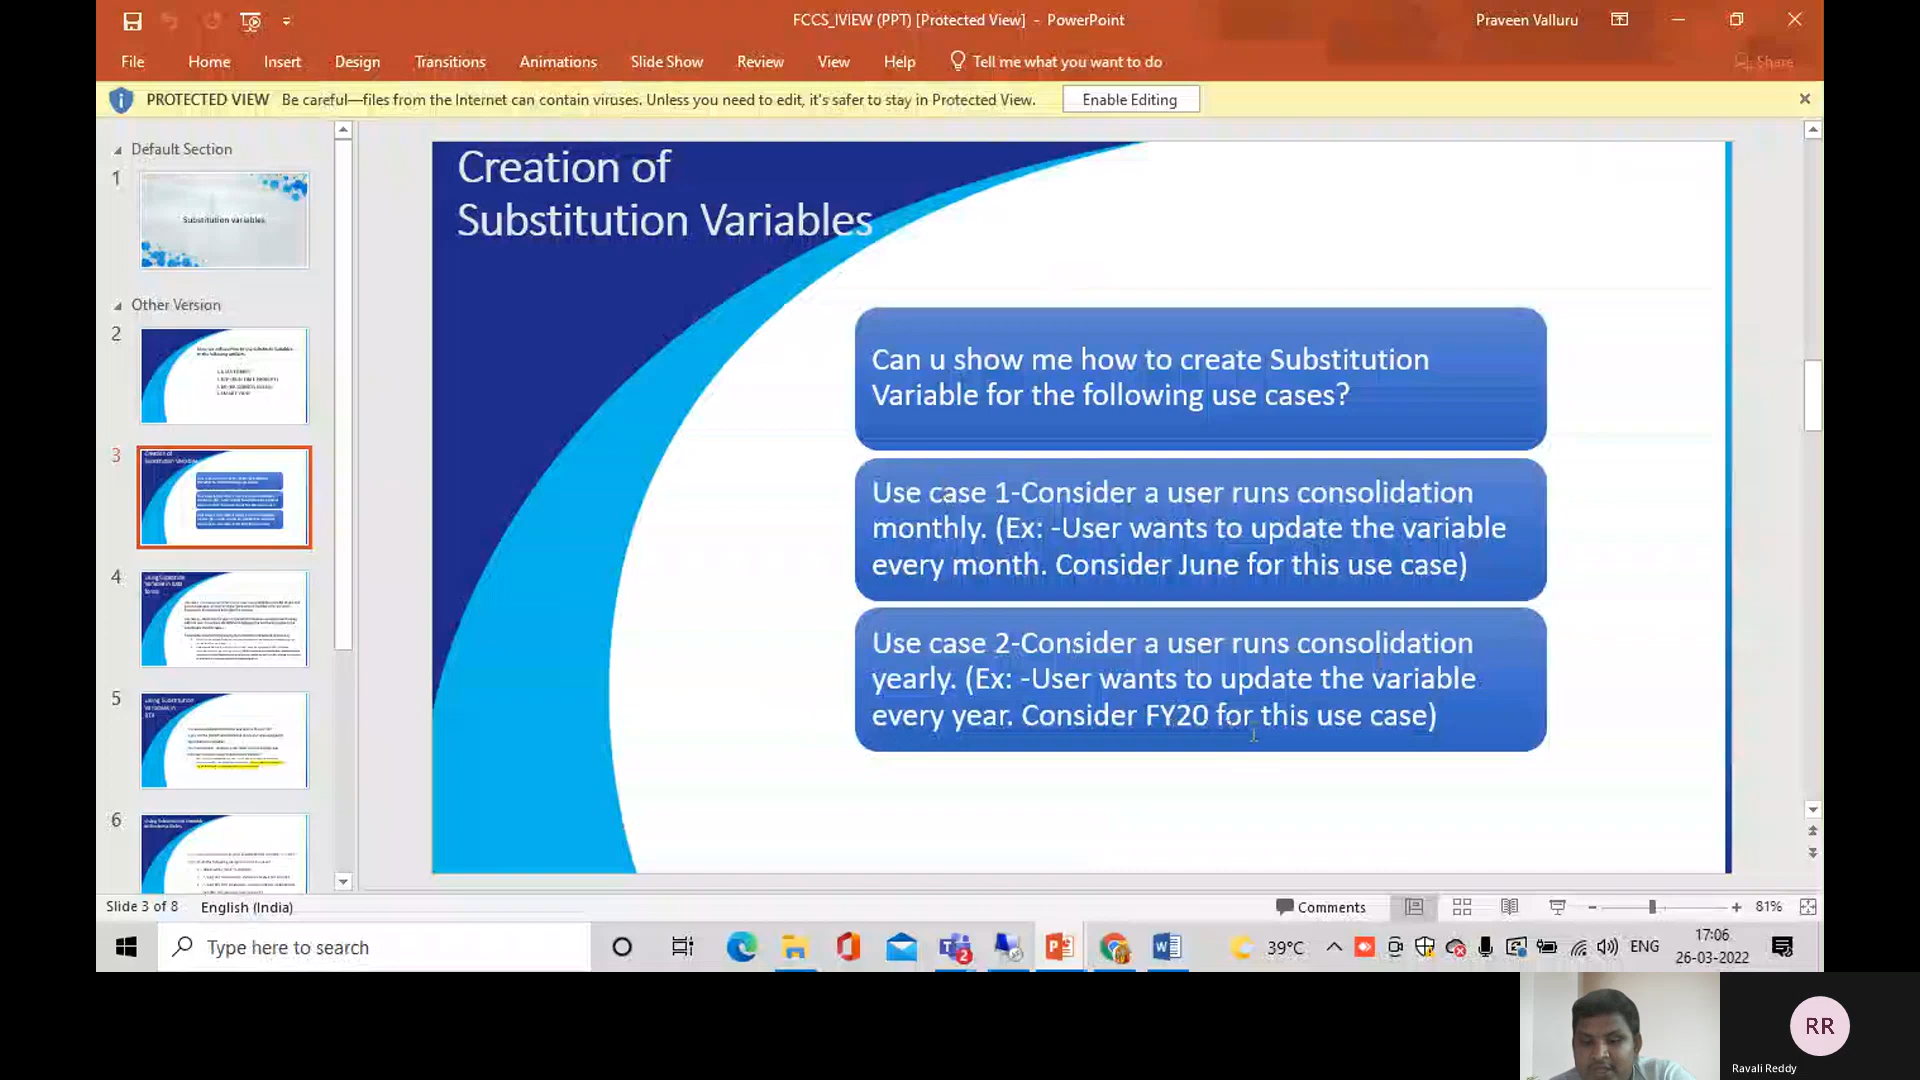 FCCS_IVIEW (PPT) [Protected View] - PowerPoint
Praveen Valluru
File Home Insert Design Transitions Animations Slide Show Review View Help Tell me what you want to do Share
PROTECTED VIEW Be careful—files from the Internet can contain viruses. Unless you need to edit, it's safer to stay in Protected View. Enable Editing
Default Section
1
Substitution variables
Other Version
2
3
4
5
6
Creation of
Substitution Variables
Can u show me how to create Substitution
Variable for the following use cases?
Use case 1-Consider a user runs consolidation
monthly. (Ex: -User wants to update the variable
every month. Consider June for this use case)
Use case 2-Consider a user runs consolidation
yearly. (Ex: -User wants to update the variable
every year. Consider FY20 for this use case)
Slide 3 of 8 English (India) Comments 81%
Type here to search
2
39°C
ENG
17:06
26-03-2022
RR
Ravali Reddy